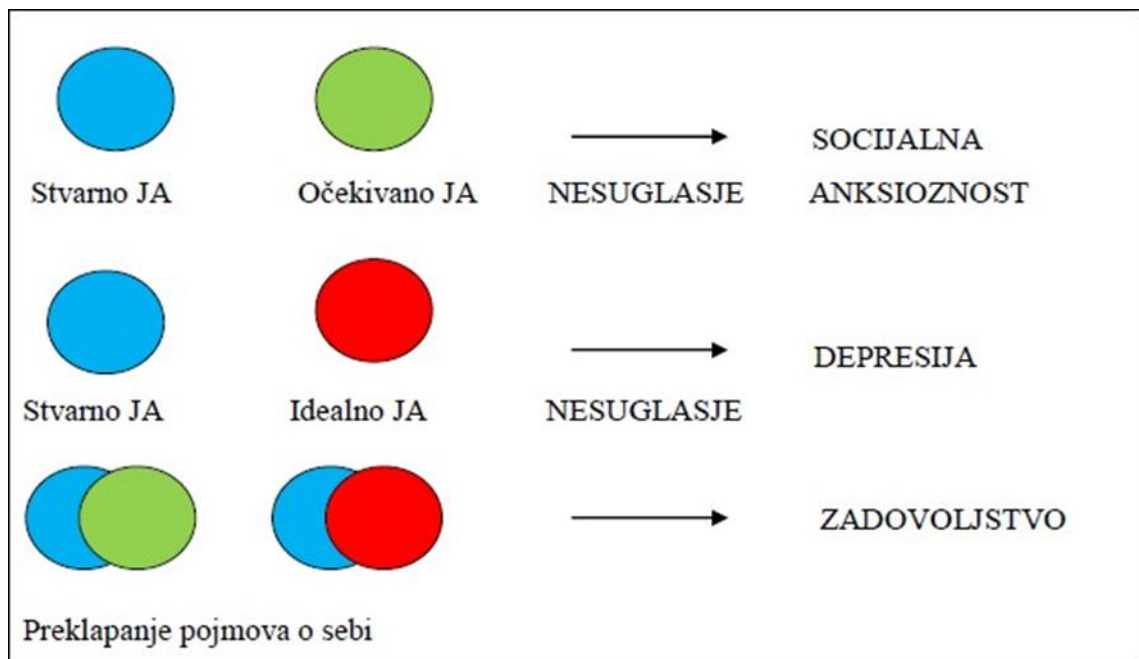 SOCIJALNA
Stvarno JA Očekivano JA NESUGLASJE ANKSIOZNOST
DEPRESIJA
Stvarno JA Idealno JA NESUGLASJE
ZADOVOLJSTVO
Preklapanje pojmova o sebi